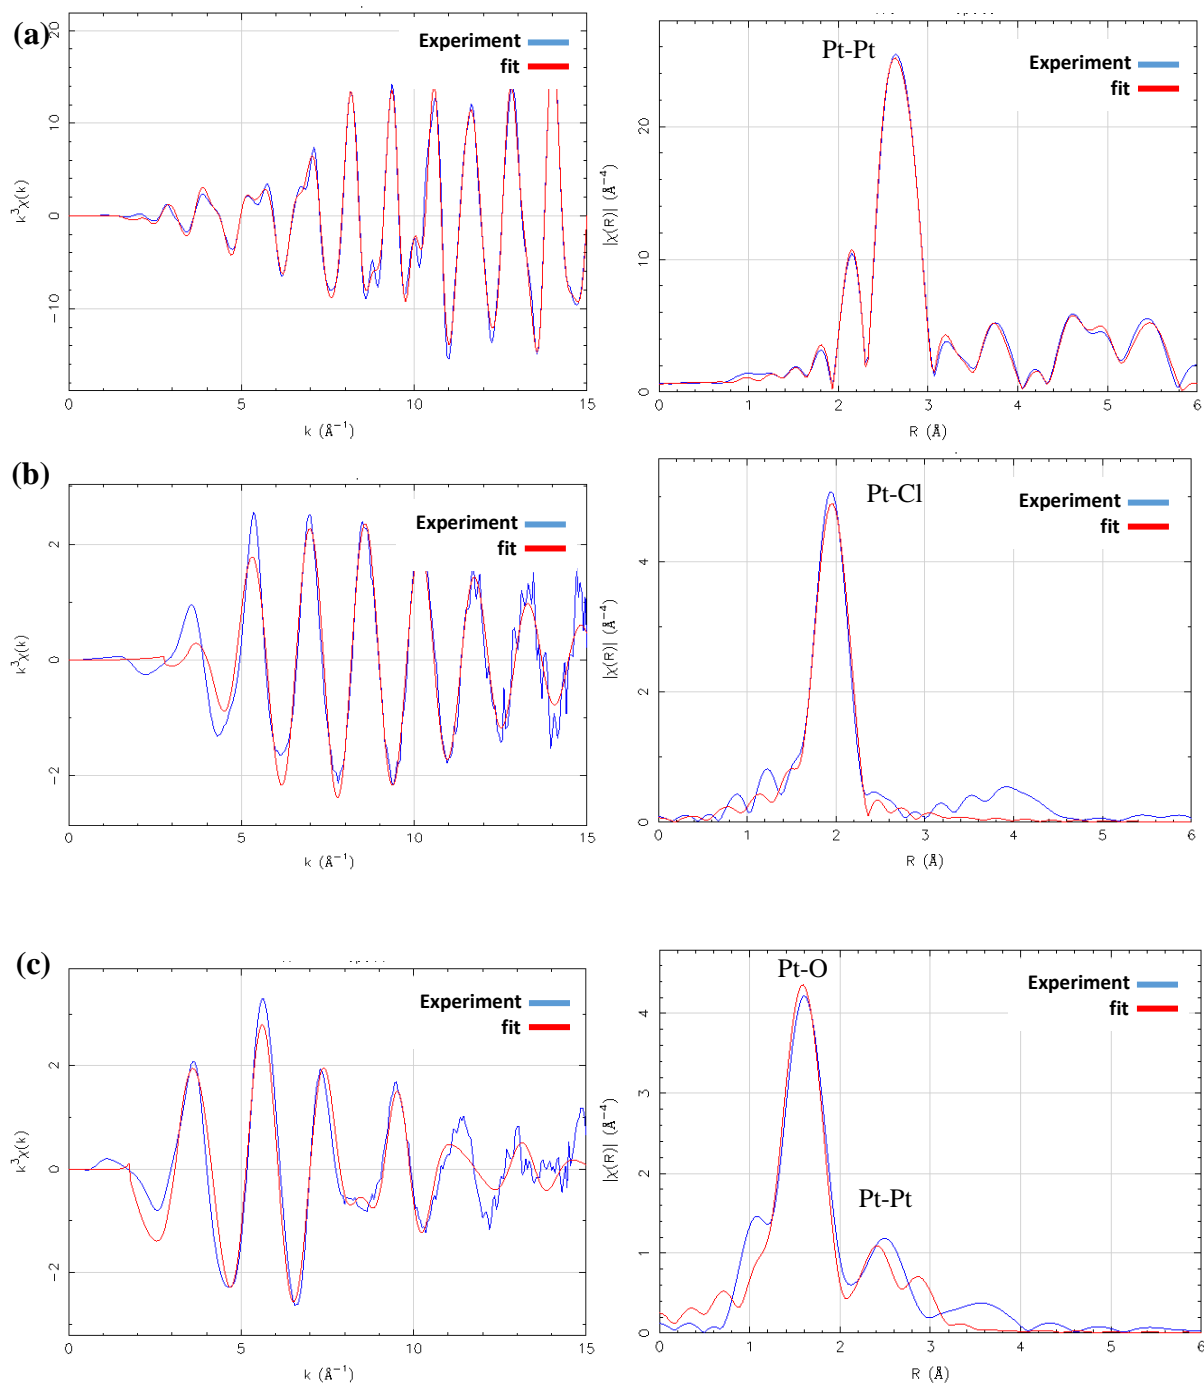 (a)
20
10
0
−10
k³χ(k)
Experiment
fit
0
5
10
15
k (Å⁻¹)
Pt-Pt
Experiment
fit
20
10
0
|χ(R)| (Å⁻⁴)
0
1
2
3
4
5
6
R (Å)
(b)
2
0
−2
k³χ(k)
Experiment
fit
0
5
10
15
k (Å⁻¹)
Pt-Cl
Experiment
fit
4
2
0
|χ(R)| (Å⁻⁴)
0
1
2
3
4
5
6
R (Å)
(c)
2
0
−2
k³χ(k)
Experiment
fit
0
5
10
15
k (Å⁻¹)
Pt-O
Pt-Pt
Experiment
fit
4
3
2
1
0
|χ(R)| (Å⁻⁴)
0
1
2
3
4
5
6
R (Å)